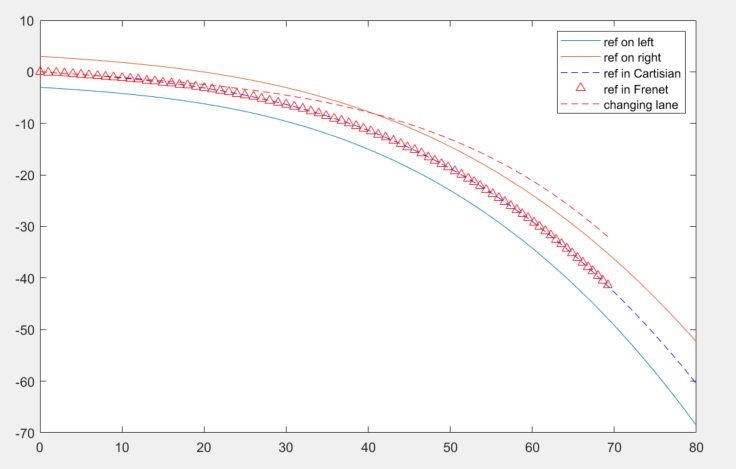 10
0
-10
-20
-30
-40
-50
-60
-70
0 10 20 30 40 50 60 70 80
ref on left
ref on right
ref in Cartisian
ref in Frenet
changing lane